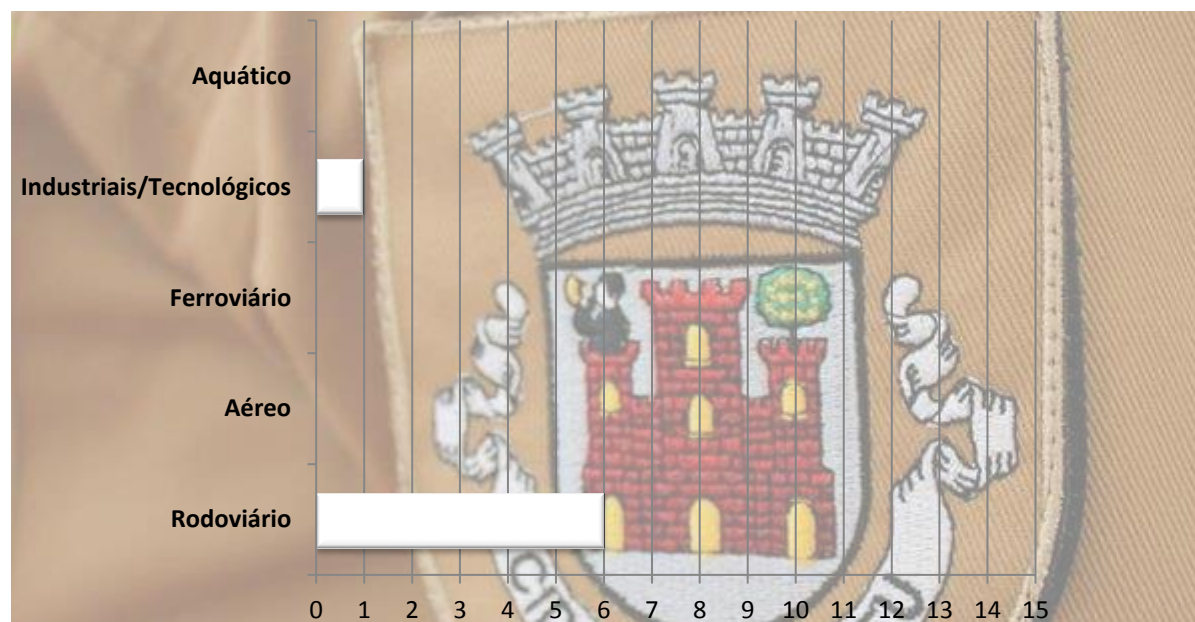 Aquático
Industriais/Tecnológicos
Ferroviário
Aéreo
Rodoviário
0 1 2 3 4 5 6 7 8 9 10 11 12 13 14 15